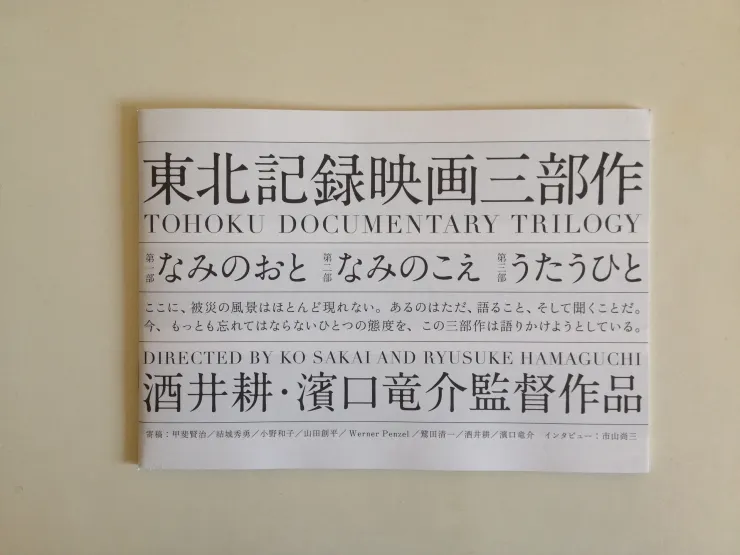 東北記録映画三部作
TOHOKU DOCUMENTARY TRILOGY
第一部 なみのおと 第二部 なみのこえ 第三部 うたうひと
ここに、被災の風景はほとんど現れない。あるのはただ、語ること、そして聞くことだ。
今、もっとも忘れてはならないひとつの態度を、この三部作は語りかけようとしている。
DIRECTED BY KO SAKAI AND RYUSUKE HAMAGUCHI
酒井耕・濱口竜介監督作品
寄稿：甲斐賢治／結城秀勇／小野和子／山田創平／Werner Penzel／鷲田清一／酒井耕／濱口竜介 インタビュー：市山尚三